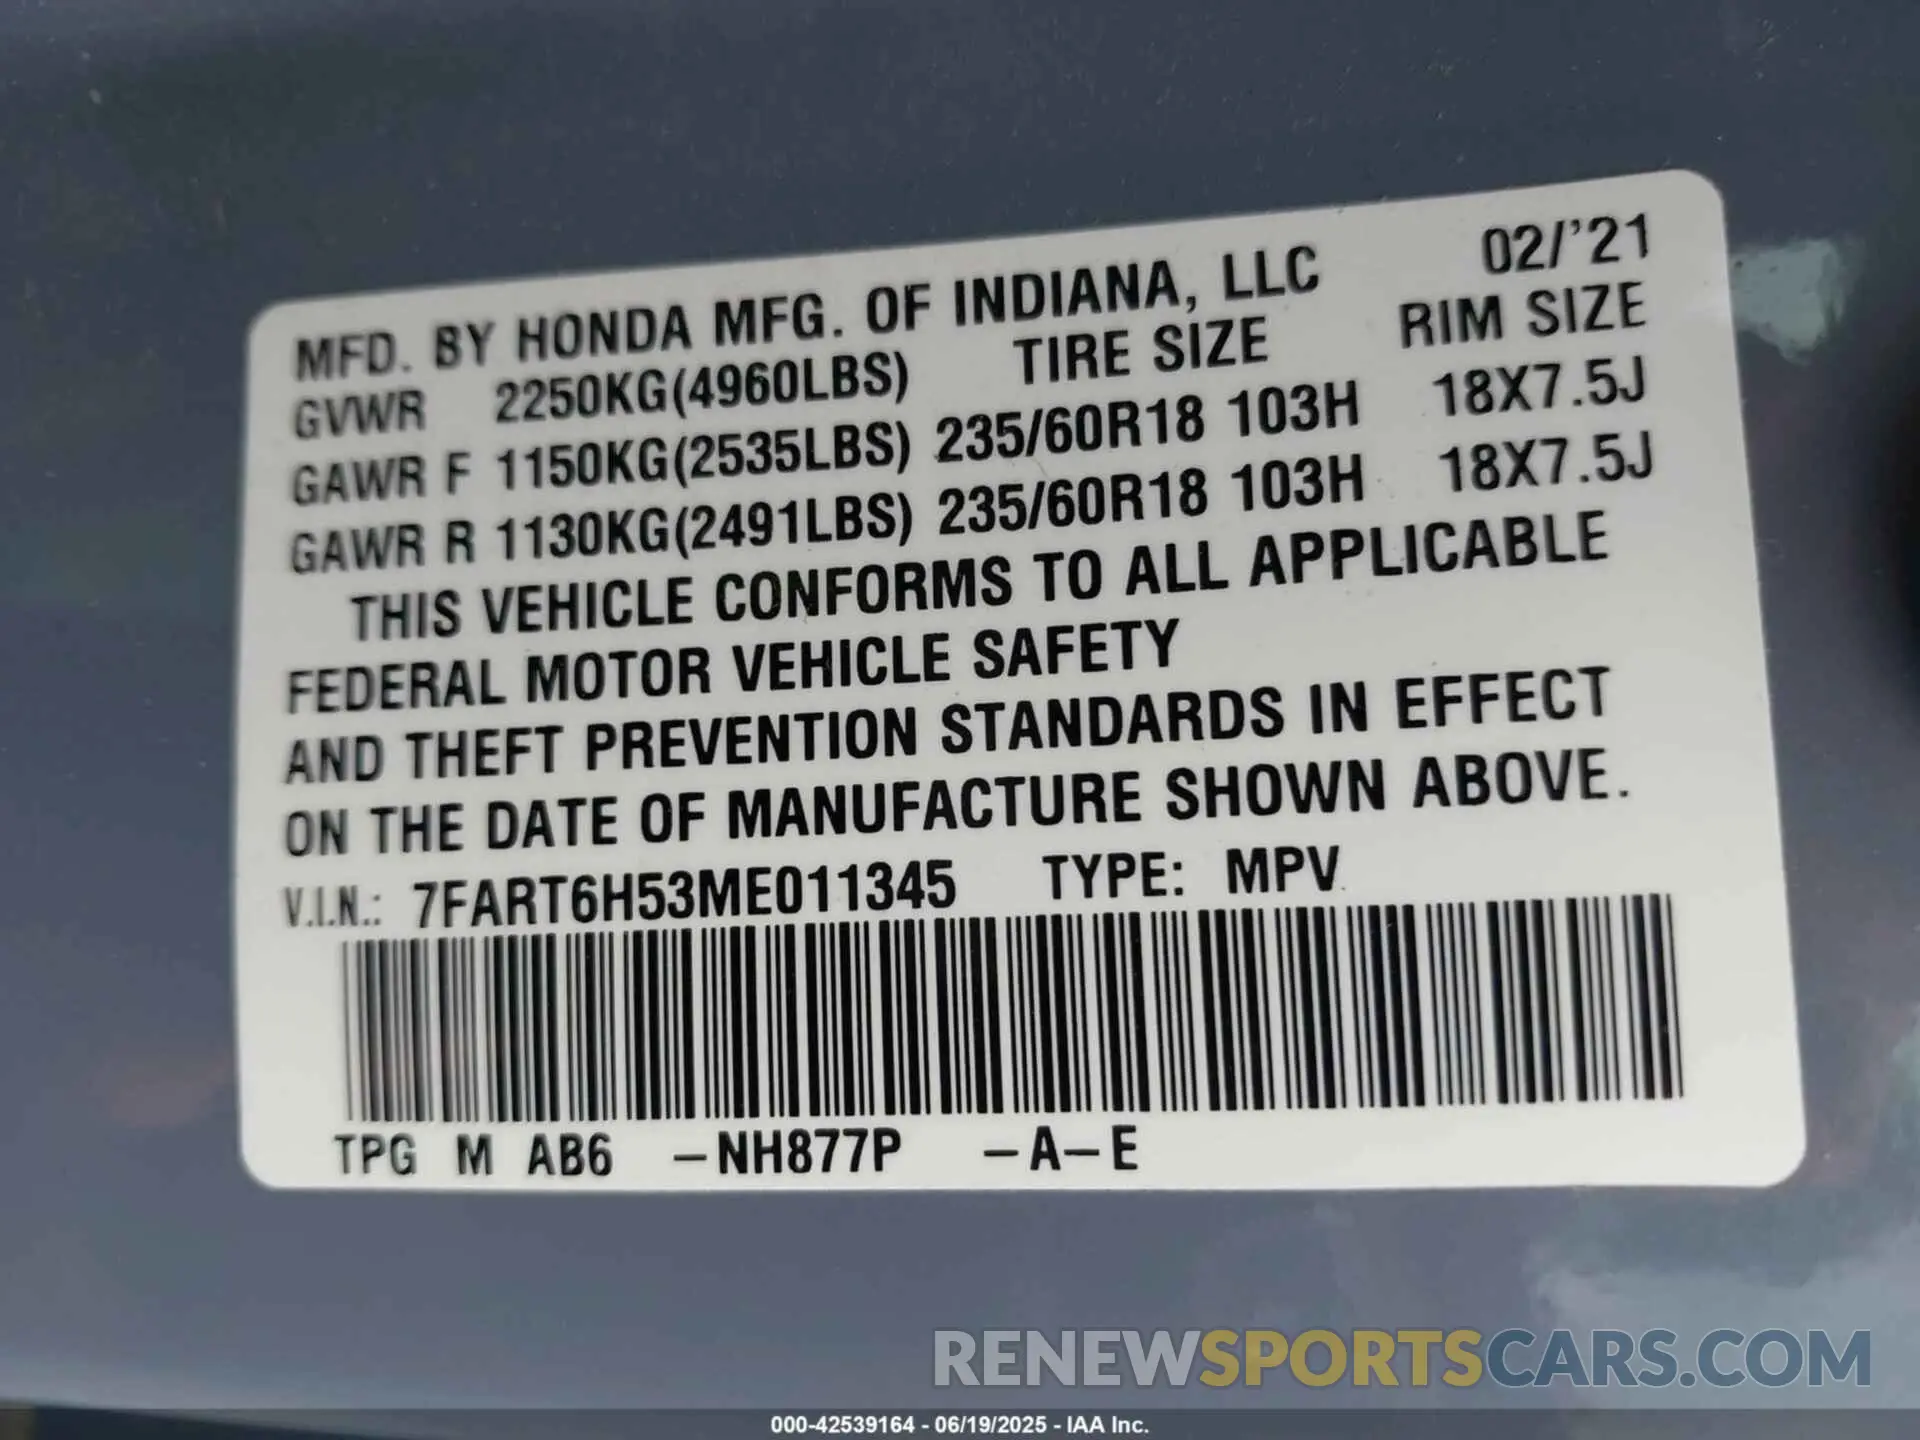 MFD. BY HONDA MFG. OF INDIANA, LLC 02/'21
GVWR 2250KG(4960LBS) TIRE SIZE RIM SIZE
GAWR F 1150KG(2535LBS) 235/60R18 103H 18X7.5J
GAWR R 1130KG(2491LBS) 235/60R18 103H 18X7.5J
THIS VEHICLE CONFORMS TO ALL APPLICABLE
FEDERAL MOTOR VEHICLE SAFETY
AND THEFT PREVENTION STANDARDS IN EFFECT
ON THE DATE OF MANUFACTURE SHOWN ABOVE.
V.I.N.: 7FART6H53ME011345 TYPE: MPV
TPG M AB6 –NH877P –A–E
RENEWSPORTSCARS.COM
000-42539164 - 06/19/2025 - IAA Inc.